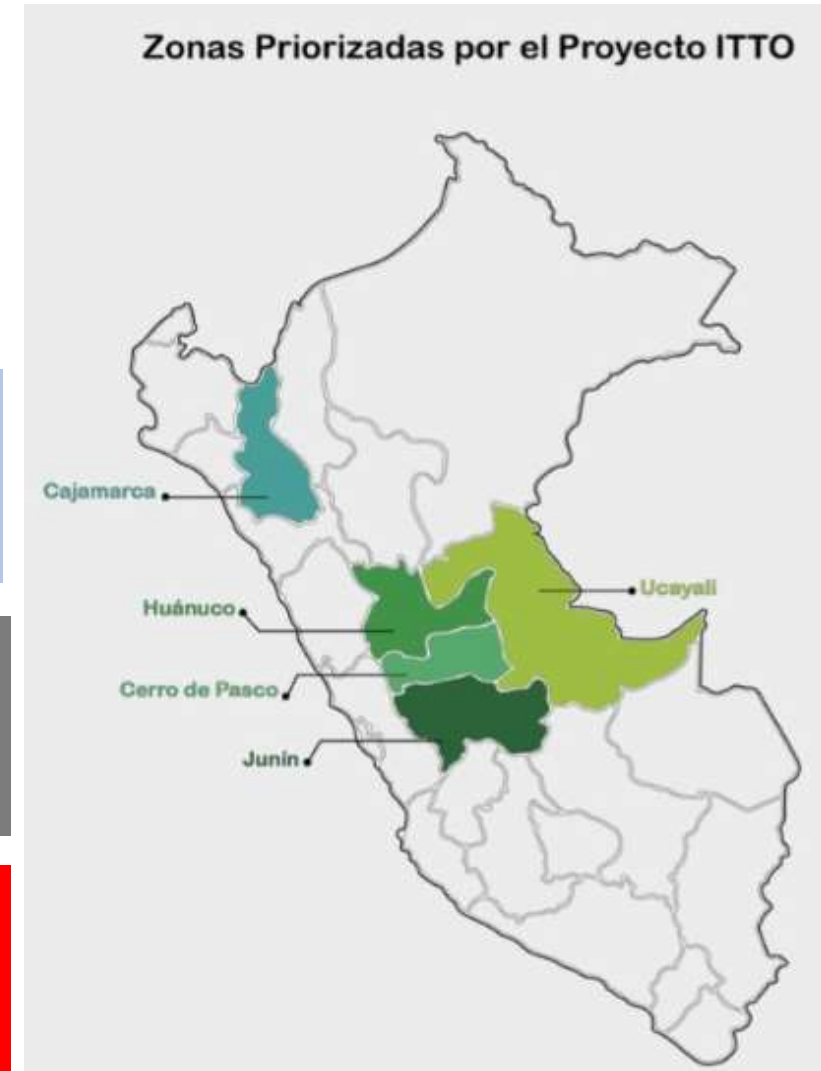 Zonas Priorizadas por el Proyecto ITTO
Cajamarca
Ucayali
Huánuco
Cerro de Pasco
Junín